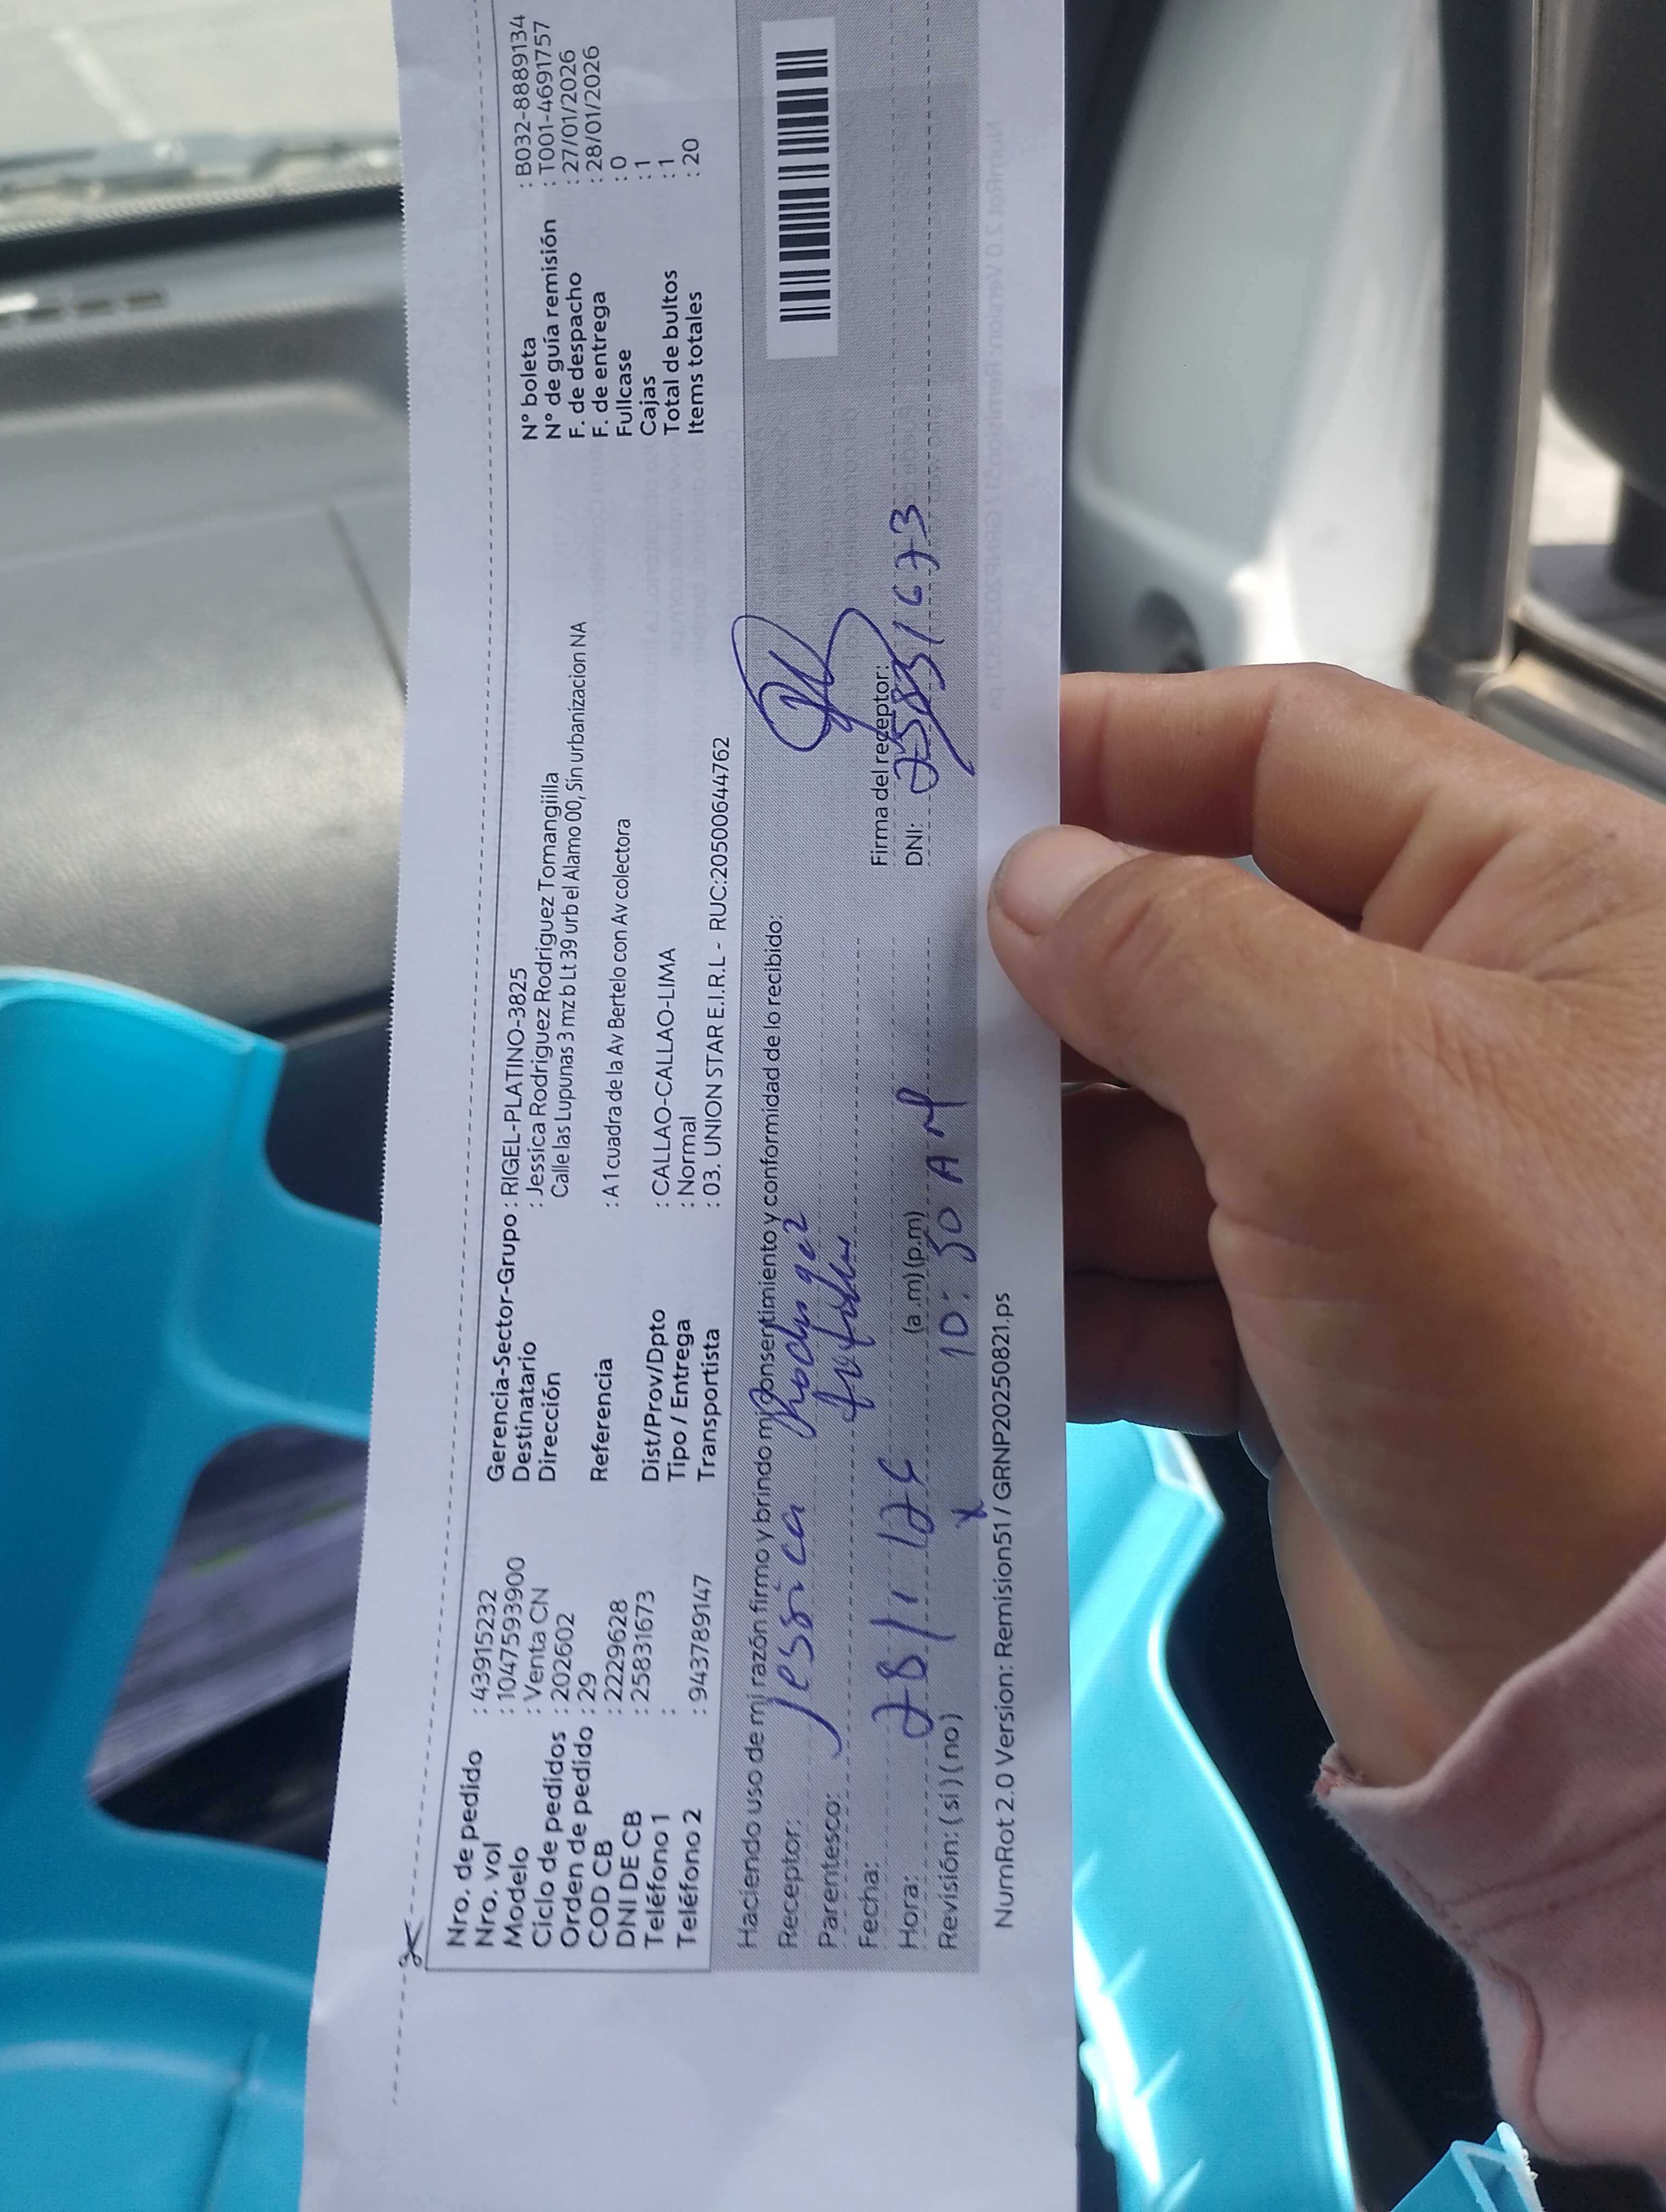 Nro. de pedido : 43915232
Nro. vol : 1047593900
Modelo : Venta CN
Ciclo de pedidos : 202602
Orden de pedido : 29
COD CB : 2229628
DNI DE CB : 25831673
Teléfono 1 :
Teléfono 2 : 943789147
Gerencia-Sector-Grupo : RIGEL-PLATINO-3825
Destinatario : Jessica Rodríguez Rodríguez Tomangiilla
Dirección Calle las Lupunas 3 mz b Lt 39 urb el Alamo 00, Sin urbanizacion NA
Referencia : A 1 cuadra de la Av Bertelo con Av colectora
Dist/Prov/Dpto : CALLAO-CALLAO-LIMA
Tipo / Entrega : Normal
Transportista : 03. UNION STAR E.I.R.L - RUC:20500644762
N° boleta : B032-8889134
N° de guía remisión : T001-4691757
F. de despacho : 27/01/2026
F. de entrega : 28/01/2026
Fullcase : 0
Cajas : 1
Total de bultos : 1
Items totales : 20
Haciendo uso de mi razón firmo y brindo mi consentimiento y conformidad de lo recibido:
Receptor: Jessica Rodriguez
Parentesco:
Fecha: 28/1/26
Hora: (a.m) (p.m) 10:50 AM
Revisión: (si) (no) x
Firma del receptor:
DNI: 25831673
NumRot 2.0 Version: Remision51 / GRNP20250821.ps